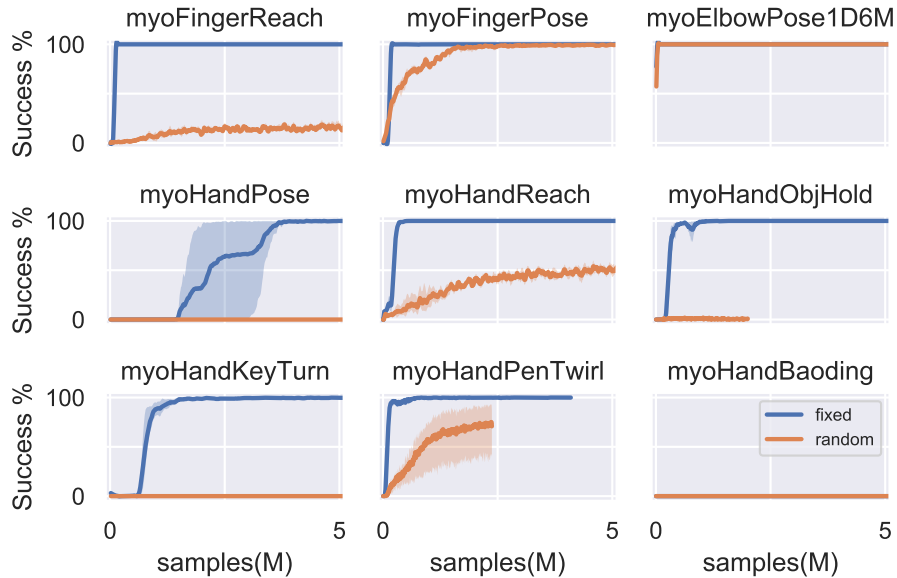 myoFingerReach myoFingerPose myoElbowPose1D6M
Success %
100
0
myoHandPose myoHandReach myoHandObjHold
Success %
100
0
myoHandKeyTurn myoHandPenTwirl myoHandBaoding
Success %
100
0
fixed
random
0 5 0 5 0 5
samples(M) samples(M) samples(M)